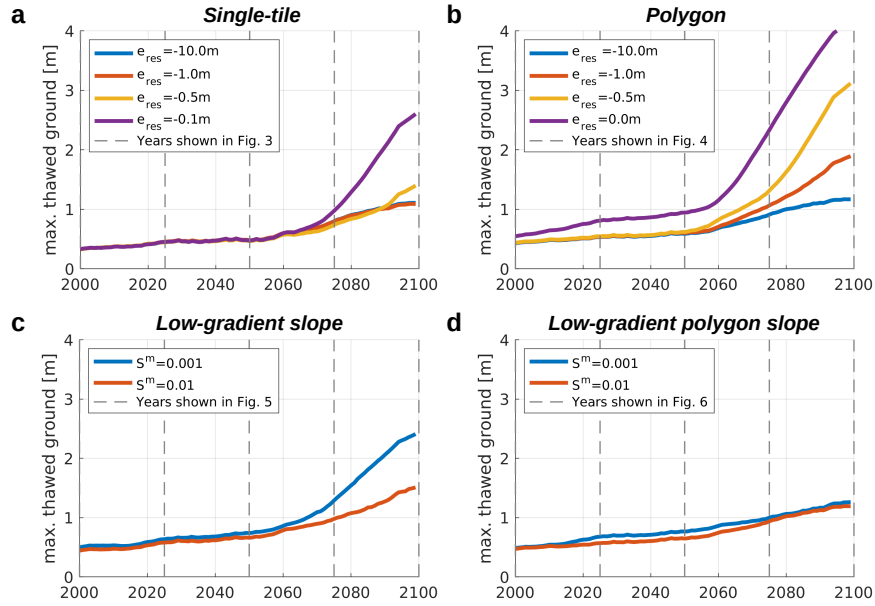 a
Single-tile
max. thawed ground [m]
4
3
2
1
0
e_res=-10.0m
e_res=-1.0m
e_res=-0.5m
e_res=-0.1m
Years shown in Fig. 3
2000 2020 2040 2060 2080 2100
b
Polygon
max. thawed ground [m]
4
3
2
1
0
e_res=-10.0m
e_res=-1.0m
e_res=-0.5m
e_res=0.0m
Years shown in Fig. 4
2000 2020 2040 2060 2080 2100
c
Low-gradient slope
max. thawed ground [m]
4
3
2
1
0
S^m=0.001
S^m=0.01
Years shown in Fig. 5
2000 2020 2040 2060 2080 2100
d
Low-gradient polygon slope
max. thawed ground [m]
4
3
2
1
0
S^m=0.001
S^m=0.01
Years shown in Fig. 6
2000 2020 2040 2060 2080 2100